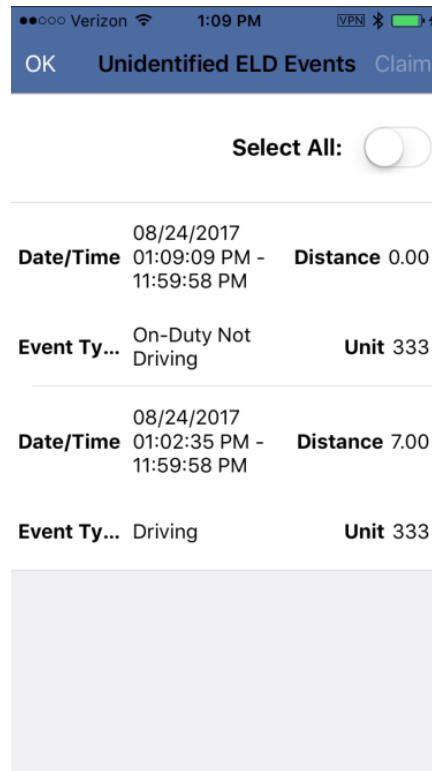 Verizon 1:09 PM VPN
OK Unidentified ELD Events Claim
Select All:
08/24/2017
Date/Time 01:09:09 PM - Distance 0.00
11:59:58 PM
On-Duty Not
Event Ty... Unit 333
Driving
08/24/2017
Date/Time 01:02:35 PM - Distance 7.00
11:59:58 PM
Event Ty... Driving Unit 333